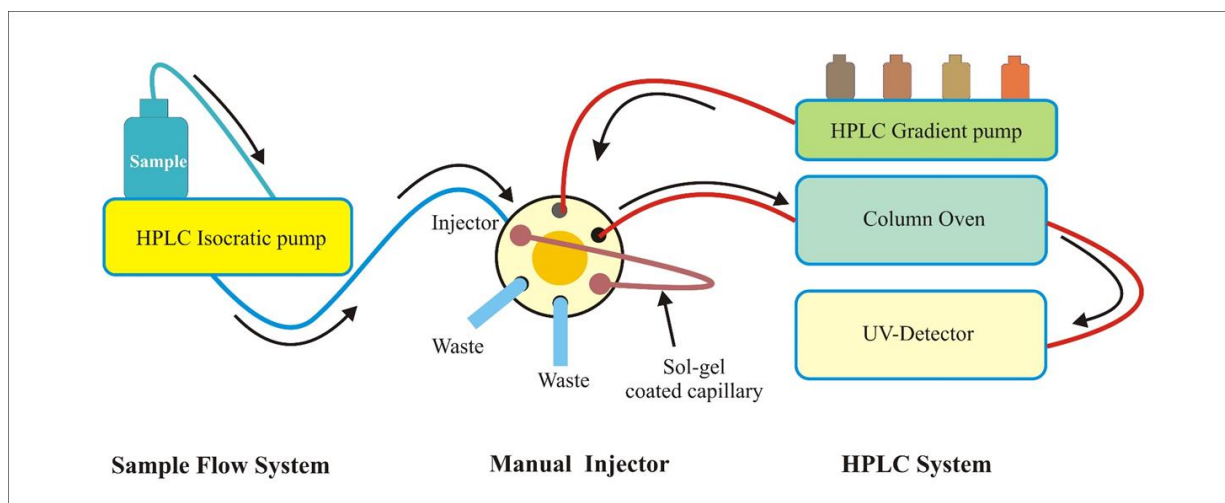 Sample
HPLC Isocratic pump
Injector
Waste
Waste
Sol-gel
coated capillary
HPLC Gradient pump
Column Oven
UV-Detector
Sample Flow System
Manual Injector
HPLC System